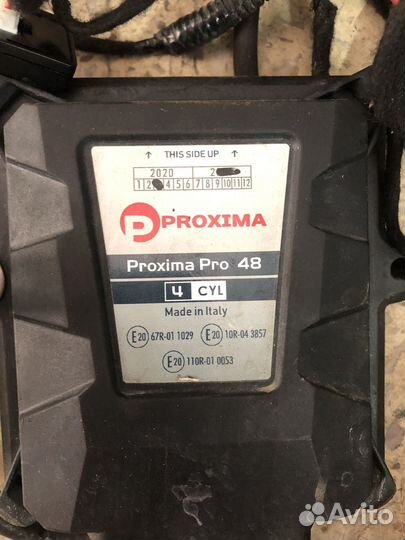 ↑ THIS SIDE UP ↑
2020 2
1 2 4 5 6 7 8 9 10 11 12
PROXIMA
Proxima Pro 48
4 CYL
Made in Italy
E20 67R-01 1029 E20 10R-04 3857
E20 110R-01 0053
Avito